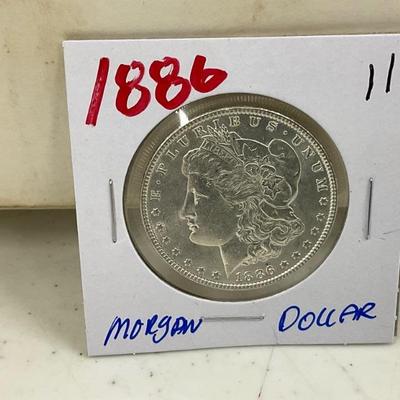 1886 11
E·PLURIBUS·UNUM
1886
MORGAN DOLLAR